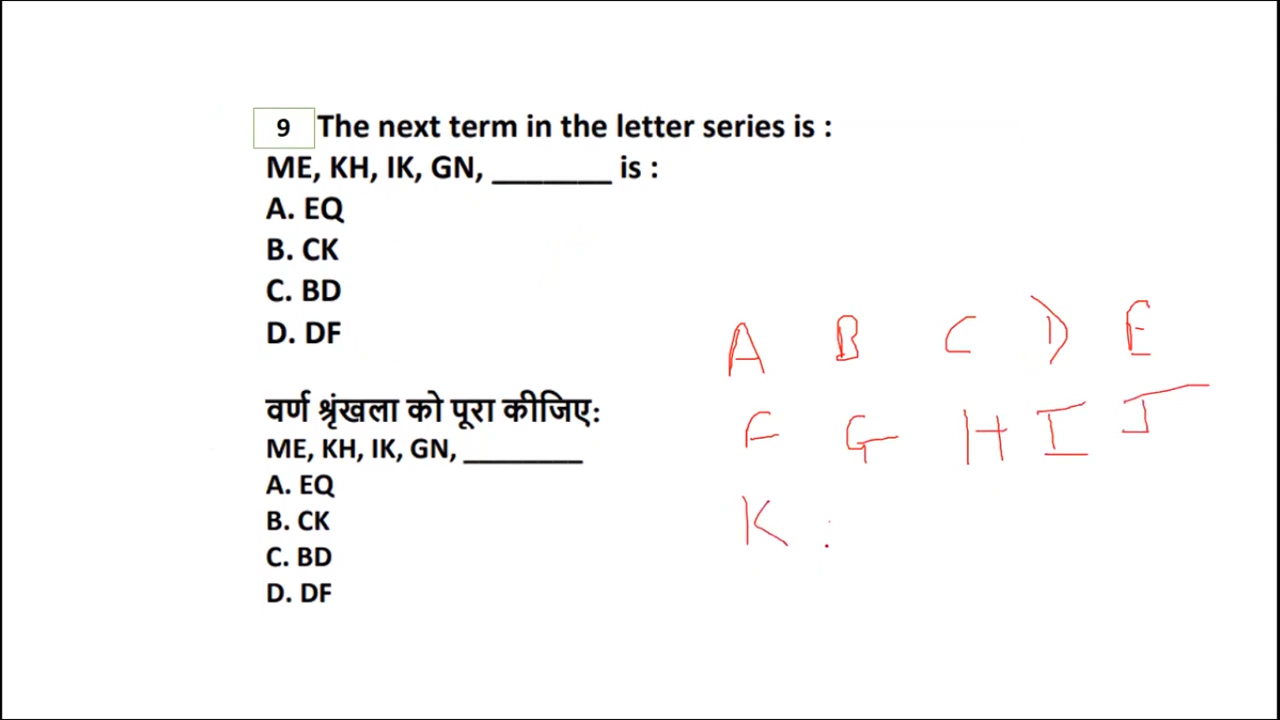 9 The next term in the letter series is :
ME, KH, IK, GN, _______ is :
A. EQ
B. CK
C. BD
D. DF
वर्ण श्रृंखला को पूरा कीजिए:
ME, KH, IK, GN, ________
A. EQ
B. CK
C. BD
D. DF
A B C D E
F G H I J
K